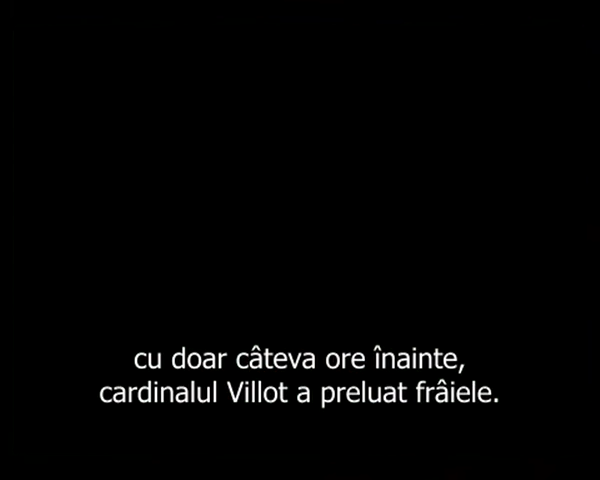 cu doar câteva ore înainte,
cardinalul Villot a preluat frâiele.